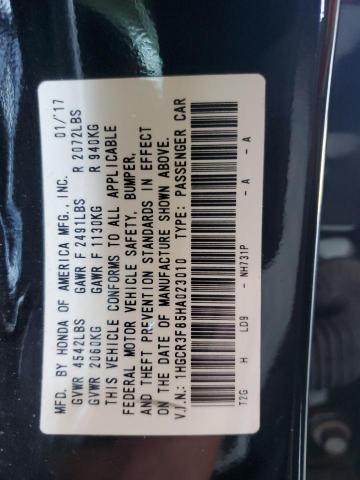 MFD. BY HONDA OF AMERICA MFG., INC. 01/'17
GVWR 4542LBS GAWR F 2491LBS R 2072LBS
GVWR 2060KG GAWR F 1130KG R 940KG
THIS VEHICLE CONFORMS TO ALL APPLICABLE
FEDERAL MOTOR VEHICLE SAFETY, BUMPER,
AND THEFT PREVENTION STANDARDS IN EFFECT
ON THE DATE OF MANUFACTURE SHOWN ABOVE.
V.I.N.: 1HGCR3F85HA023010 TYPE: PASSENGER CAR
T2G H LD9 - NH731P - A - A